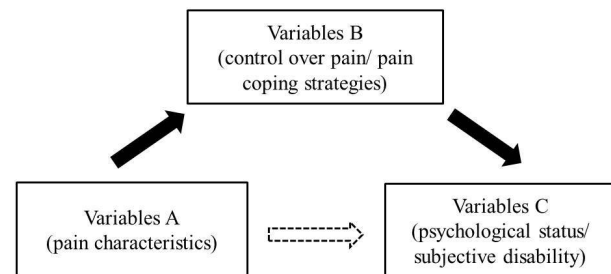 Variables B
(control over pain/ pain
coping strategies)
Variables A
(pain characteristics)
Variables C
(psychological status/
subjective disability)